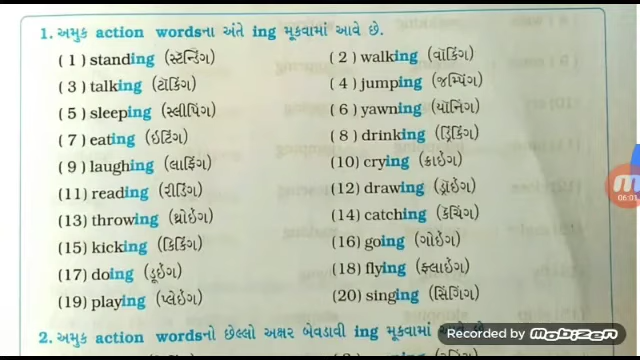 1. અમુક action wordsના અંતે ing મૂકવામાં આવે છે.
(1) standing (સ્ટૅન્ડિંગ) (2) walking (વૉકિંગ)
(3) talking (ટૉકિંગ) (4) jumping (જમ્પિંગ)
(5) sleeping (સ્લીપિંગ) (6) yawning (યૉનિંગ)
(7) eating (ઇટિંગ) (8) drinking (ડ્રિંકિંગ)
(9) laughing (લાફિંગ) (10) crying (ક્રાઇંગ)
(11) reading (રીડિંગ) (12) drawing (ડ્રૉઇંગ)
(13) throwing (થ્રોઇંગ) (14) catching (કૅચિંગ)
(15) kicking (કિકિંગ) (16) going (ગોઇંગ)
(17) doing (ડૂઇંગ) (18) flying (ફ્લાઇંગ)
(19) playing (પ્લેઇંગ) (20) singing (સિંગિંગ)
2. અમુક action wordsનો છેલ્લો અક્ષર બેવડાવી ing મૂકવામાં આવે છે.
06:01
Recorded by mobizen